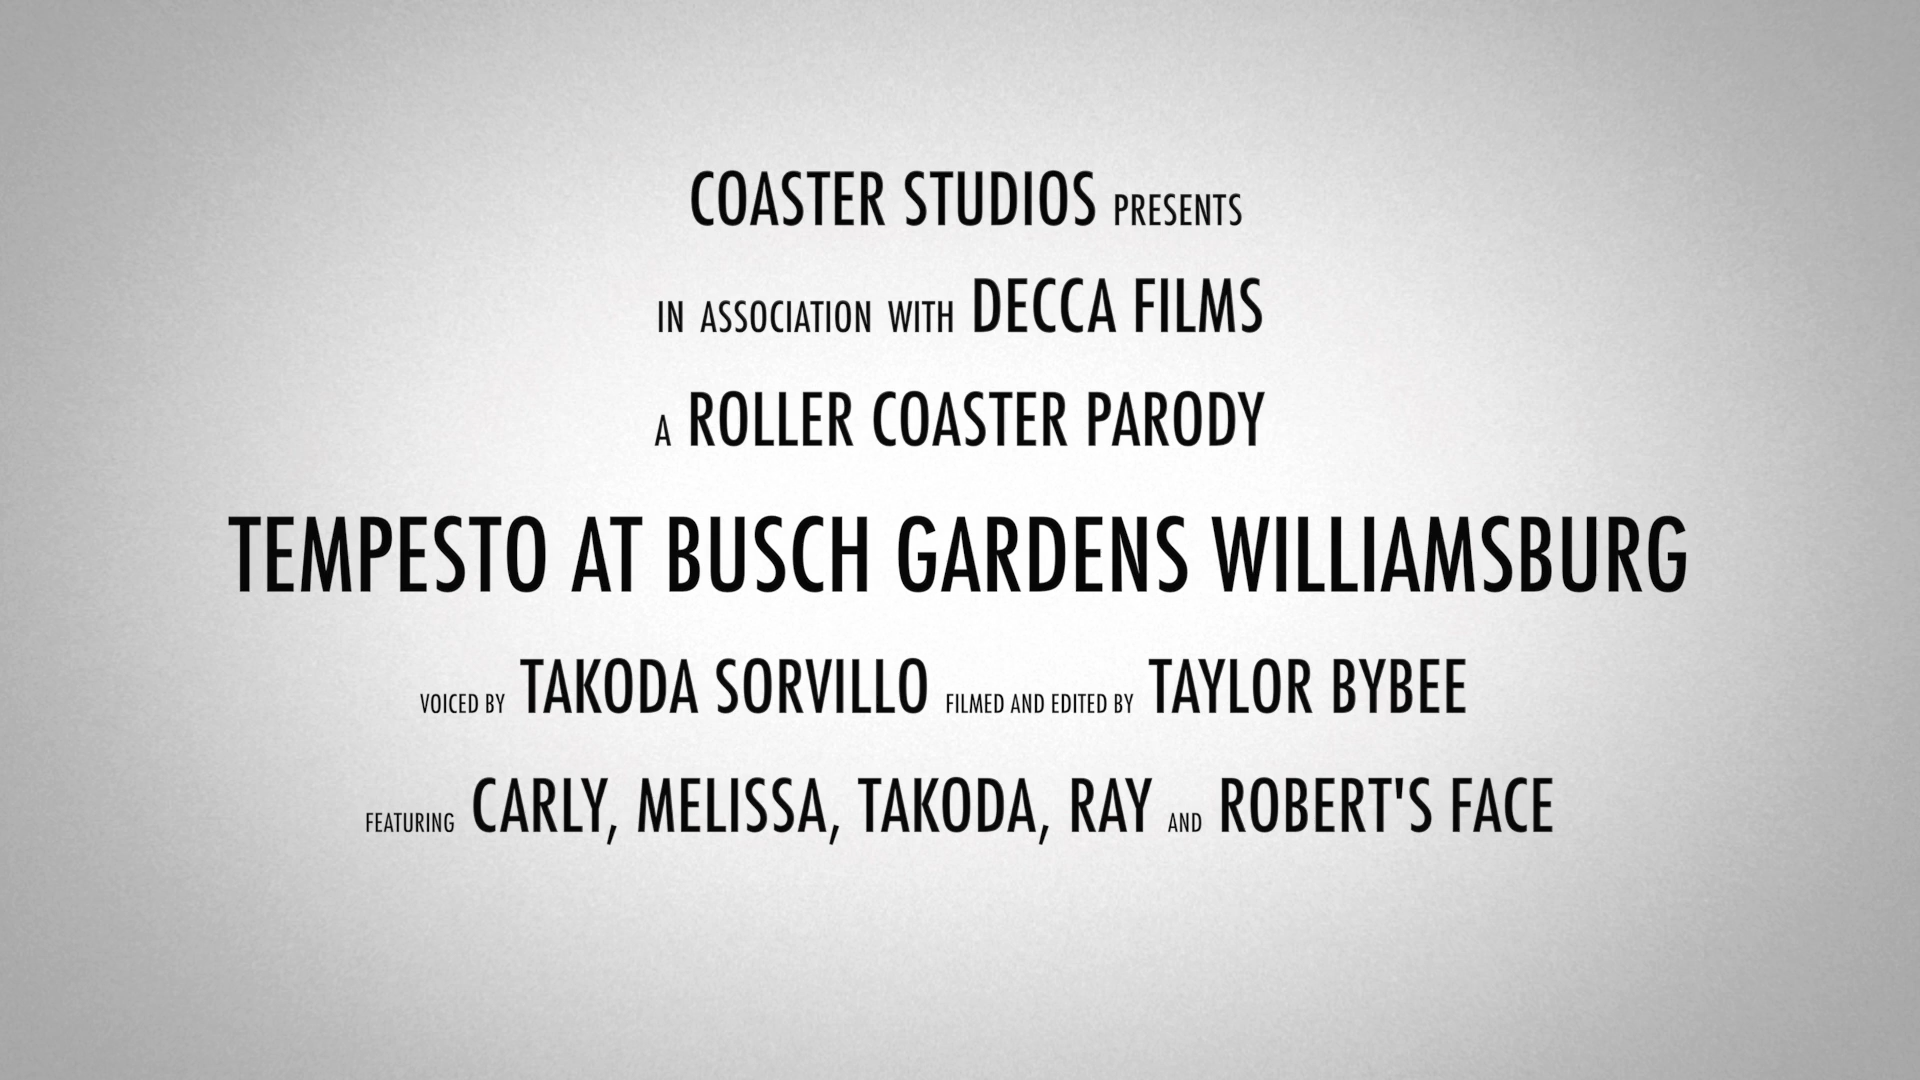 COASTER STUDIOS PRESENTS
IN ASSOCIATION WITH DECCA FILMS
A ROLLER COASTER PARODY
TEMPESTO AT BUSCH GARDENS WILLIAMSBURG
VOICED BY TAKODA SORVILLO FILMED AND EDITED BY TAYLOR BYBEE
FEATURING CARLY, MELISSA, TAKODA, RAY AND ROBERT'S FACE